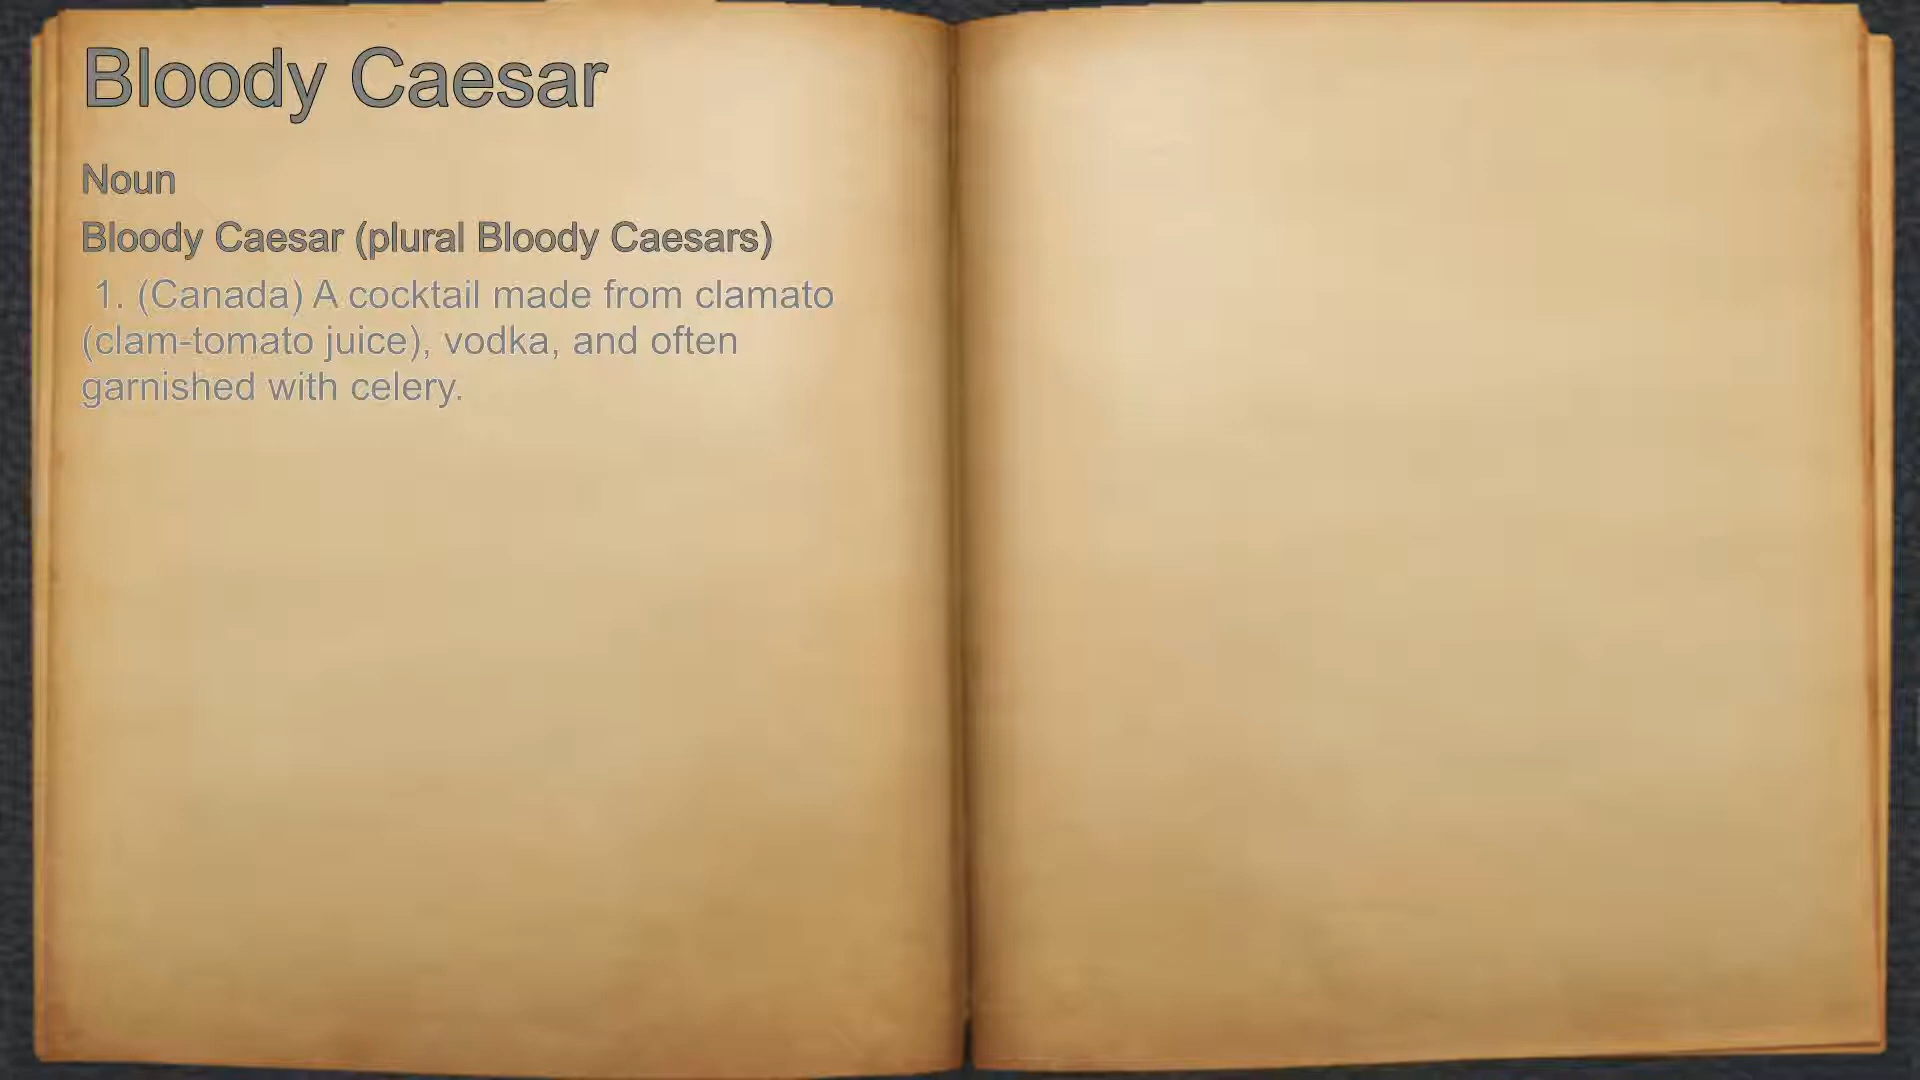 Bloody Caesar
Noun
Bloody Caesar (plural Bloody Caesars)
1. (Canada) A cocktail made from clamato
(clam-tomato juice), vodka, and often
garnished with celery.